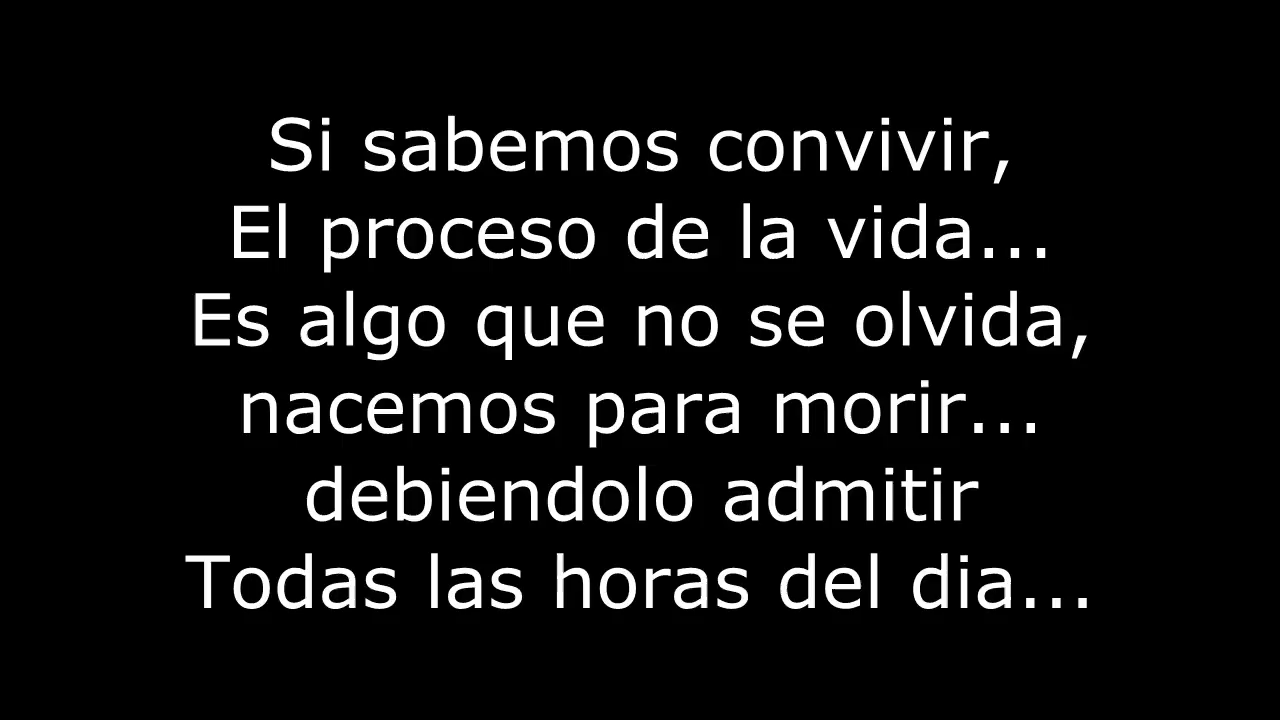 Si sabemos convivir,
El proceso de la vida...
Es algo que no se olvida,
nacemos para morir...
debiendolo admitir
Todas las horas del dia...